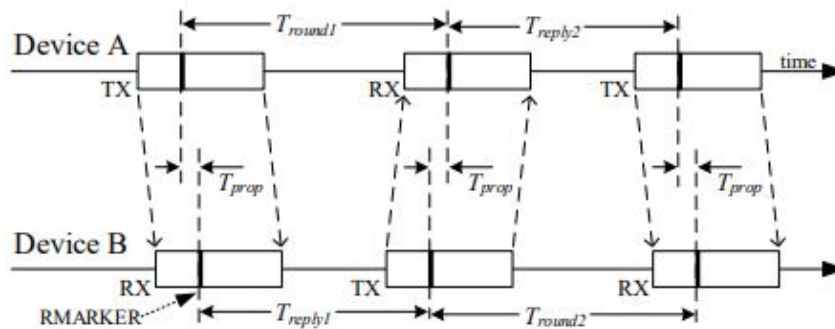 T_round1
T_reply2
Device A
time
TX
RX
TX
T_prop
T_prop
T_prop
Device B
RX
TX
RX
RMARKER
T_reply1
T_round2